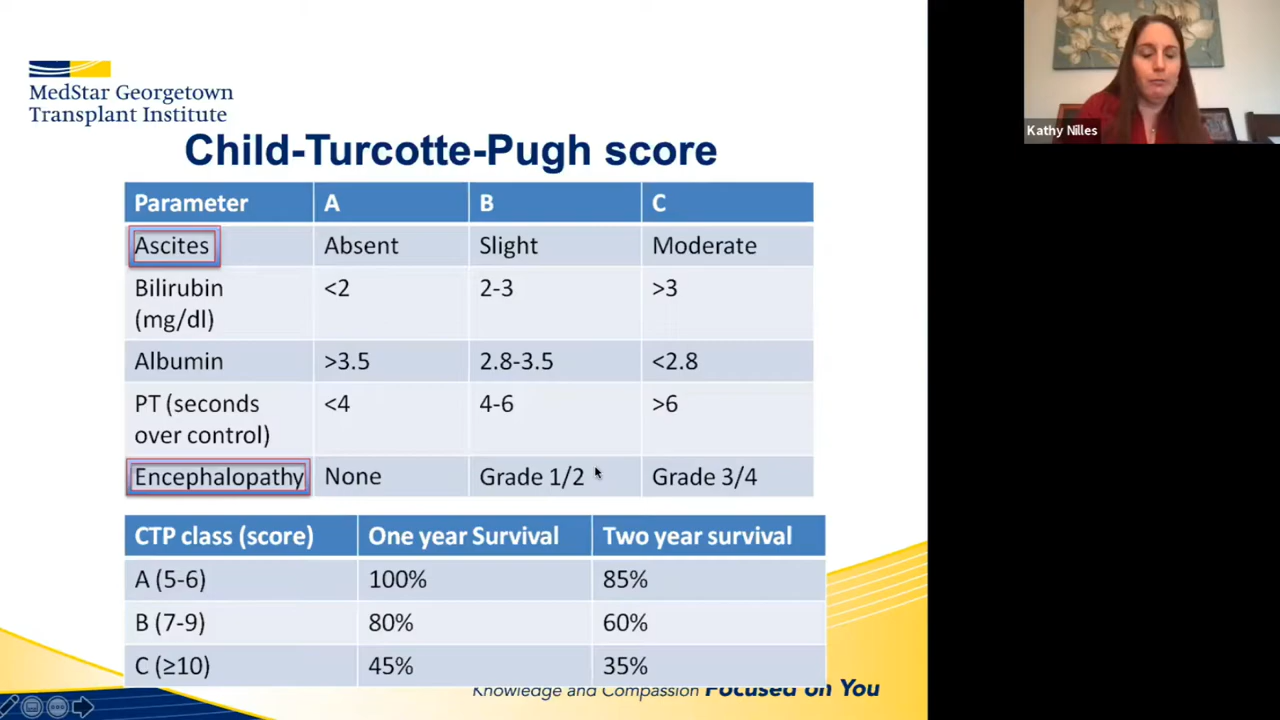 MedStar Georgetown
Transplant Institute
Kathy Nilles
Child-Turcotte-Pugh score
Parameter A B C
Ascites Absent Slight Moderate
Bilirubin <2 2-3 >3
(mg/dl)
Albumin >3.5 2.8-3.5 <2.8
PT (seconds <4 4-6 >6
over control)
Encephalopathy None Grade 1/2 Grade 3/4
CTP class (score) One year Survival Two year survival
A (5-6) 100% 85%
B (7-9) 80% 60%
C (≥10) 45% 35%
Knowledge and Compassion Focused on You